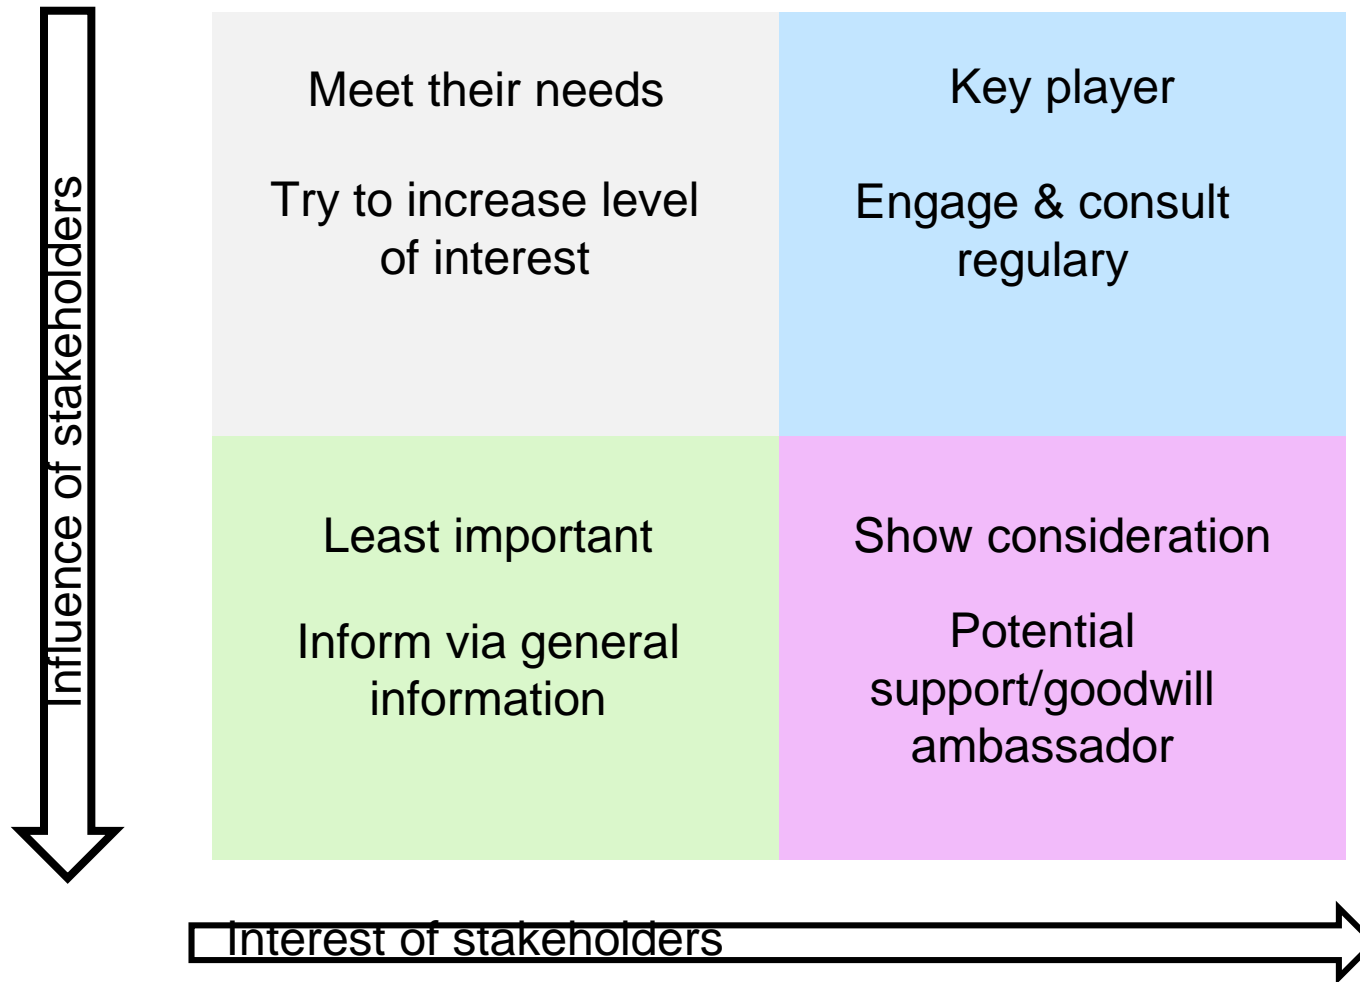 Influence of stakeholders
Meet their needs
Try to increase level
of interest
Key player
Engage & consult
regulary
Least important
Inform via general
information
Show consideration
Potential
support/goodwill
ambassador
Interest of stakeholders